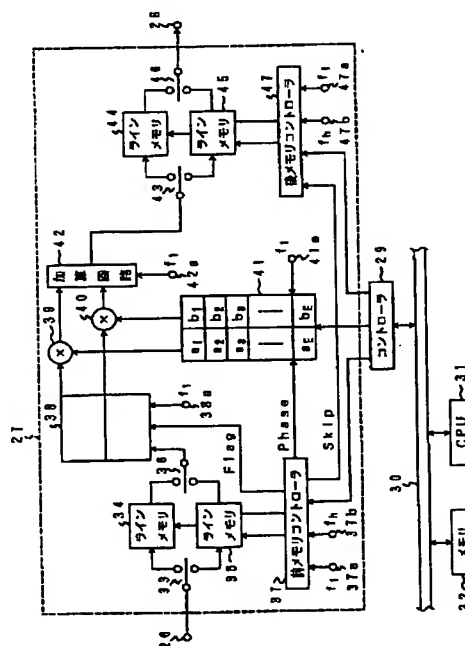 27
26
33
34
ライン
メモリ
35
ライン
メモリ
36
37
前メモリコントローラ
f₁
37a
fh
37b
Flag
Phase
Skip
38
f₁
38a
39
×
40
×
41
a₁ b₁
a₂ b₂
a₃ b₃
aE bE
f₁
41a
42
加算回路
f₁
42a
43
44
ライン
メモリ
45
ライン
メモリ
46
28
47
後メモリコントローラ
fh
47b
f₁
47a
29
コントローラ
30
31
CPU
32
メモリ